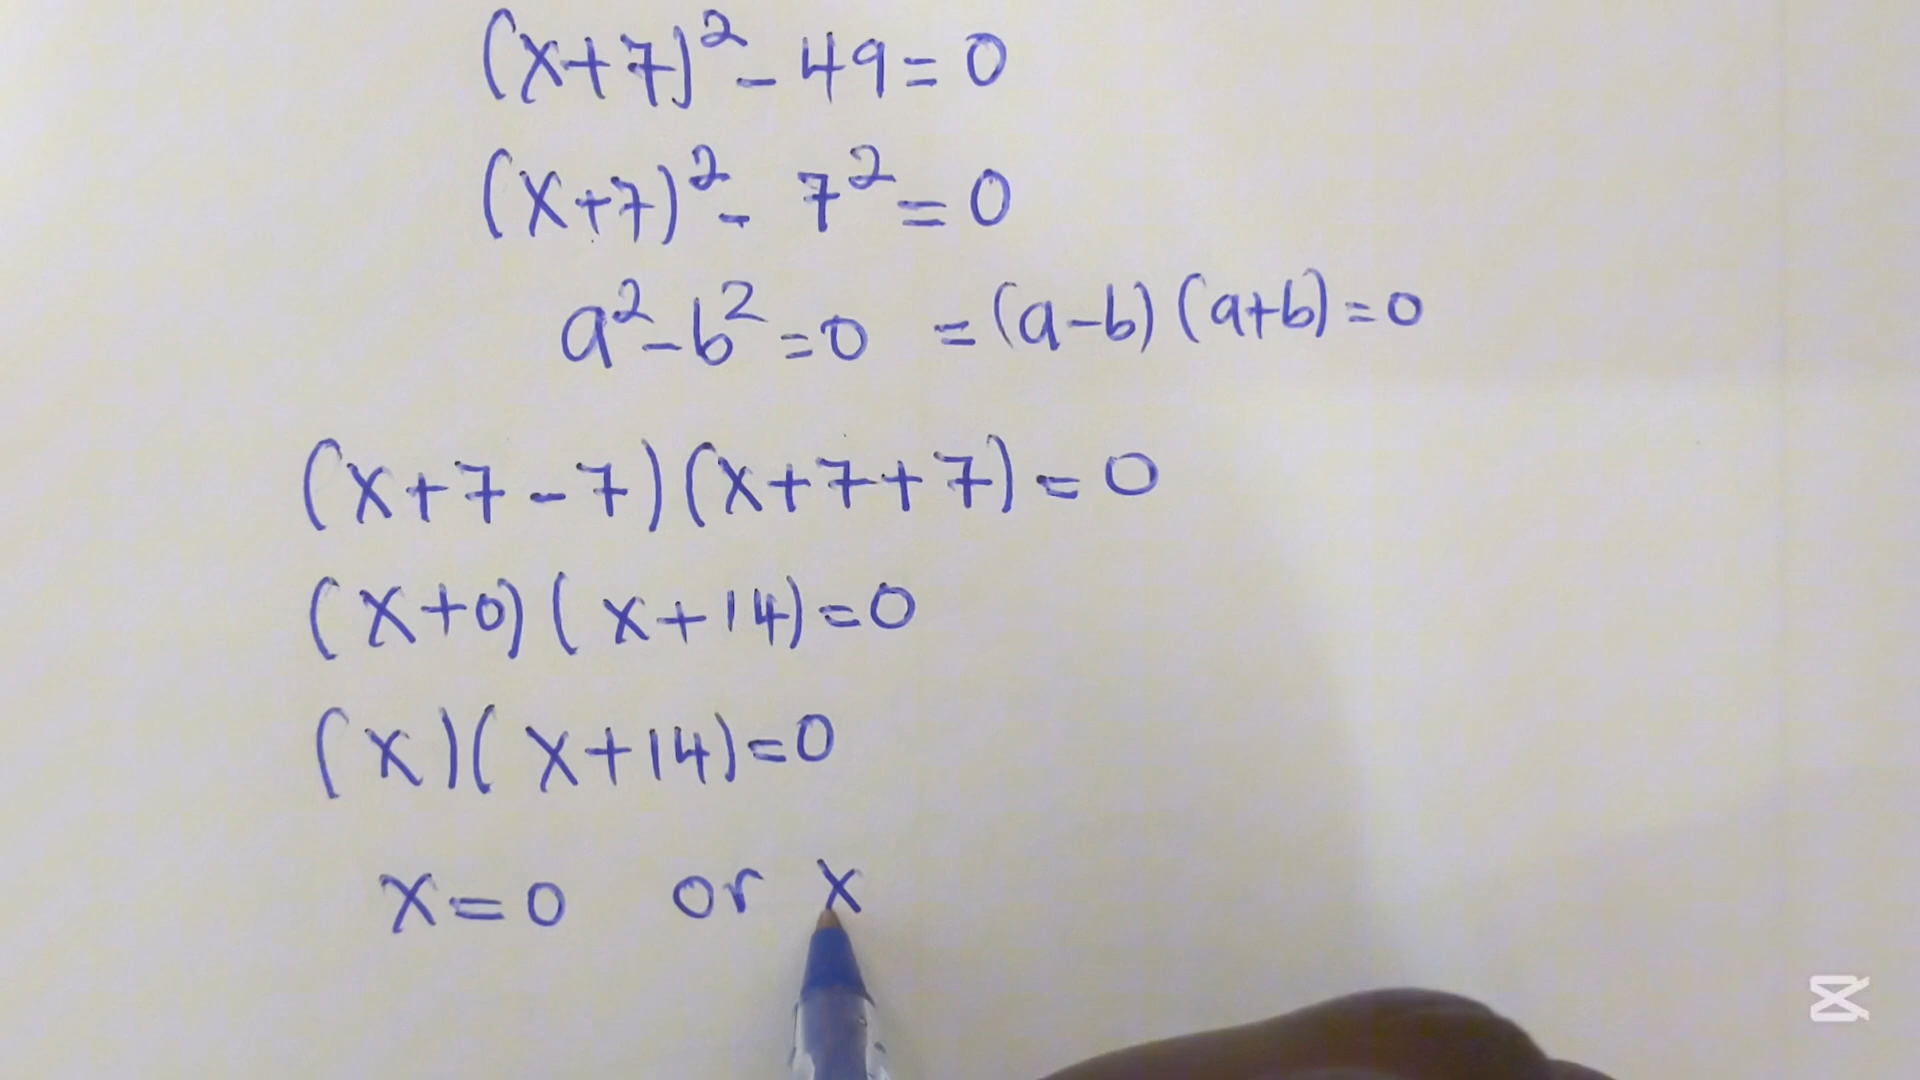 (x+7)² - 49 = 0
(x+7)² - 7² = 0
a² - b² = 0 = (a-b) (a+b) = 0
(x+7-7) (x+7+7) = 0
(x+0) (x+14) = 0
(x) (x+14) = 0
x = 0 or x